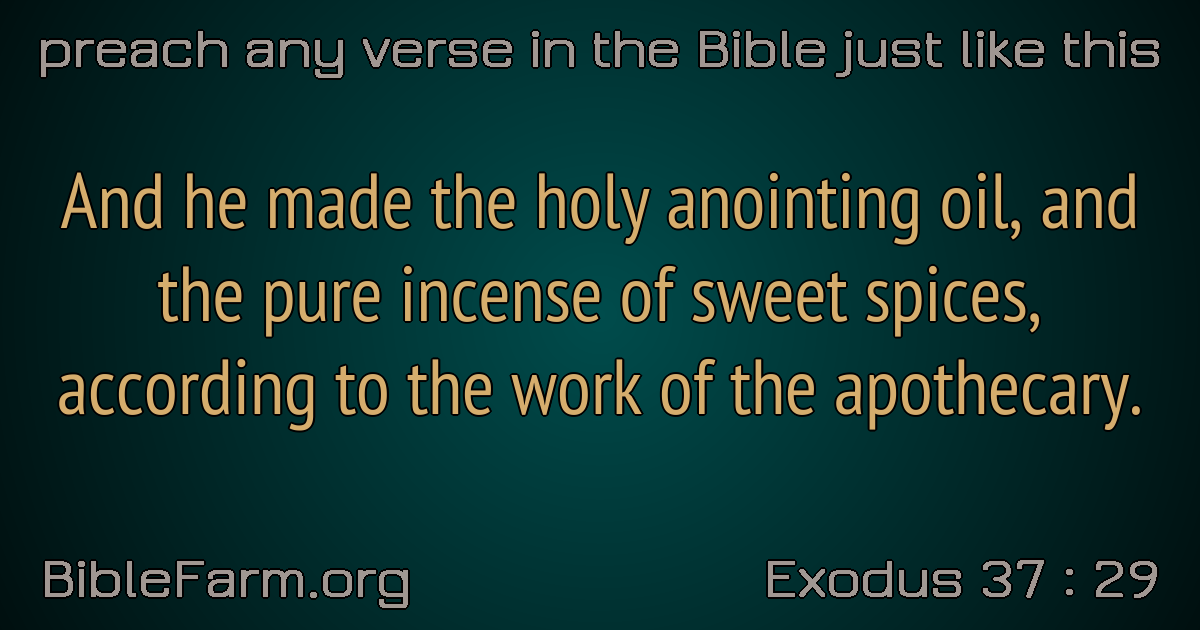 preach any verse in the Bible just like this
And he made the holy anointing oil, and
the pure incense of sweet spices,
according to the work of the apothecary.
BibleFarm.org
Exodus 37 : 29